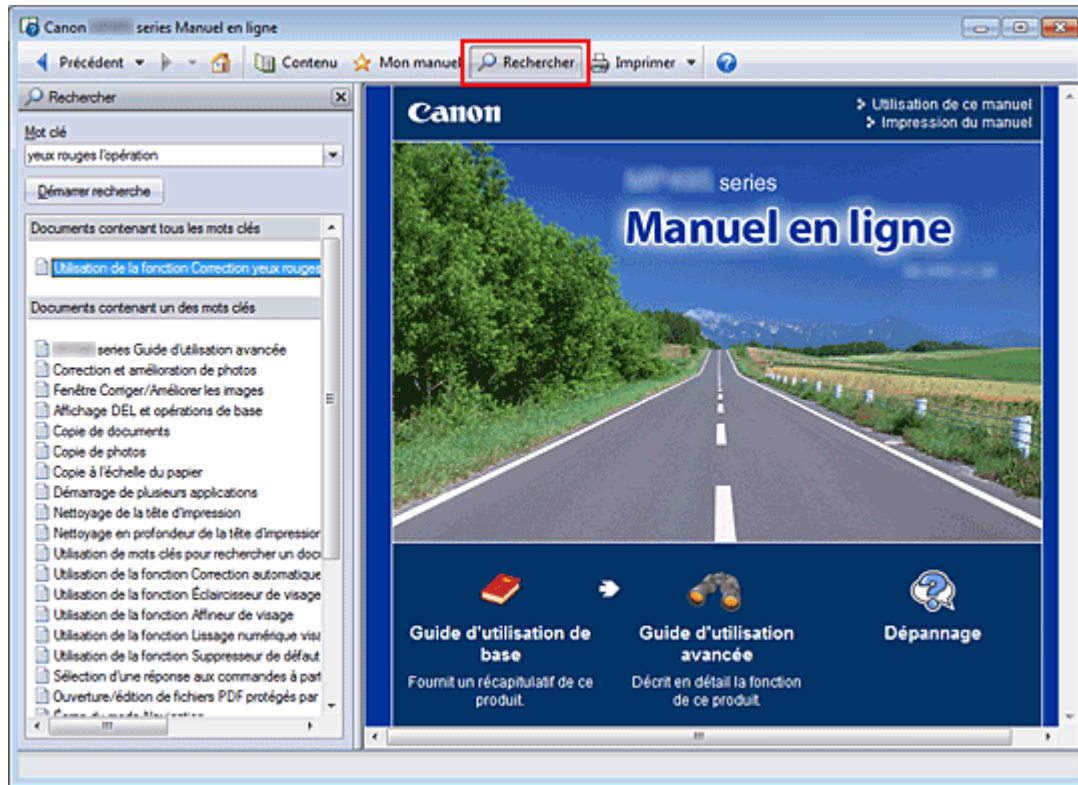 Canon series Manuel en ligne
Précédent Contenu Mon manuel Rechercher Imprimer
Rechercher
Mot clé
yeux rouges l'opération
Démarrer recherche
Documents contenant tous les mots clés
Utilisation de la fonction Correction yeux rouges
Documents contenant un des mots clés
series Guide d'utilisation avancée
Correction et amélioration de photos
Fenêtre Corriger/Améliorer les images
Affichage DEL et opérations de base
Copie de documents
Copie de photos
Copie à l'échelle du papier
Démarrage de plusieurs applications
Nettoyage de la tête d'impression
Nettoyage en profondeur de la tête d'impression
Utilisation de mots clés pour rechercher un docu
Utilisation de la fonction Correction automatique
Utilisation de la fonction Éclaircisseur de visage
Utilisation de la fonction Affineur de visage
Utilisation de la fonction Lissage numérique visa
Utilisation de la fonction Suppresseur de défaut
Sélection d'une réponse aux commandes à part
Ouverture/édition de fichiers PDF protégés par
Canon
Utilisation de ce manuel
Impression du manuel
series
Manuel en ligne
Guide d'utilisation de base
Fournit un récapitulatif de ce produit.
Guide d'utilisation avancée
Décrit en détail la fonction de ce produit.
Dépannage